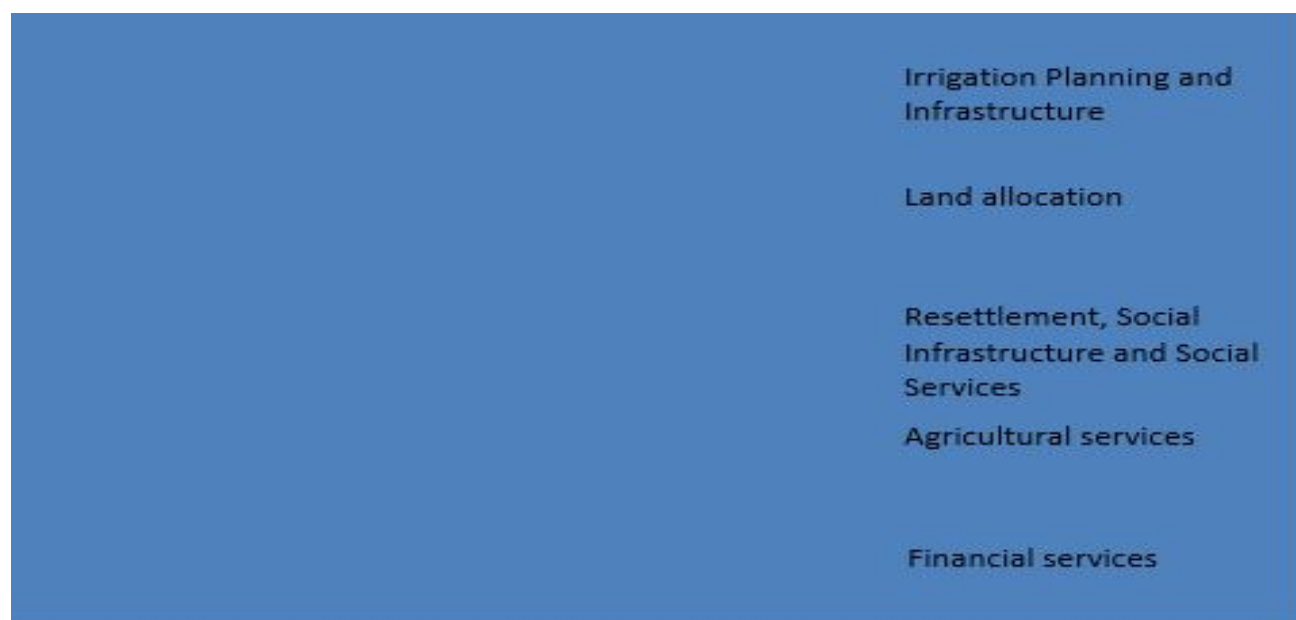 Irrigation Planning and
Infrastructure
Land allocation
Resettlement, Social
Infrastructure and Social
Services
Agricultural services
Financial services